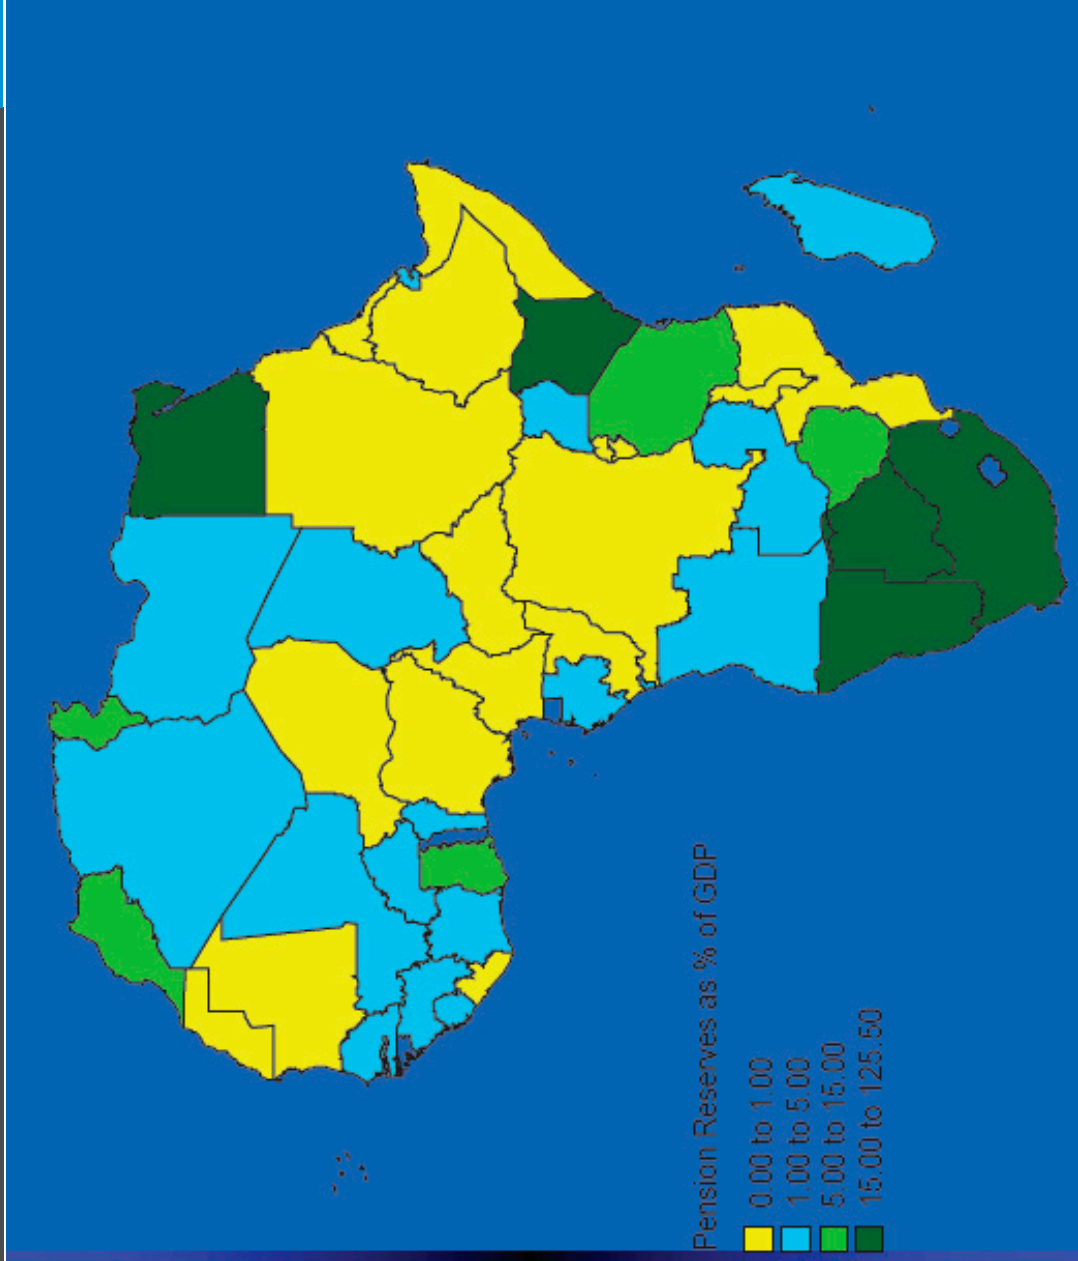 Pension Reserves as % of GDP
0.00 to 1.00
1.00 to 5.00
5.00 to 15.00
15.00 to 125.50